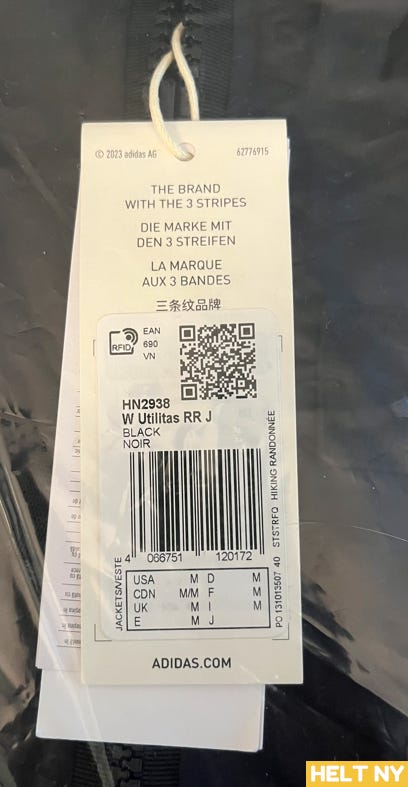 © 2023 adidas AG 62776915
THE BRAND
WITH THE 3 STRIPES
DIE MARKE MIT
DEN 3 STREIFEN
LA MARQUE
AUX 3 BANDES
三条纹品牌
RFID
EAN
690
VN
HN2938
W Utilitas RR J
BLACK
NOIR
4 066751 120172
JACKETS/VESTE
STSTRFQ HIKING RANDONNÉE
PO 131013507 40
USA M D M
CDN M/M F M
UK M I M
E M J
ADIDAS.COM
HELT NY